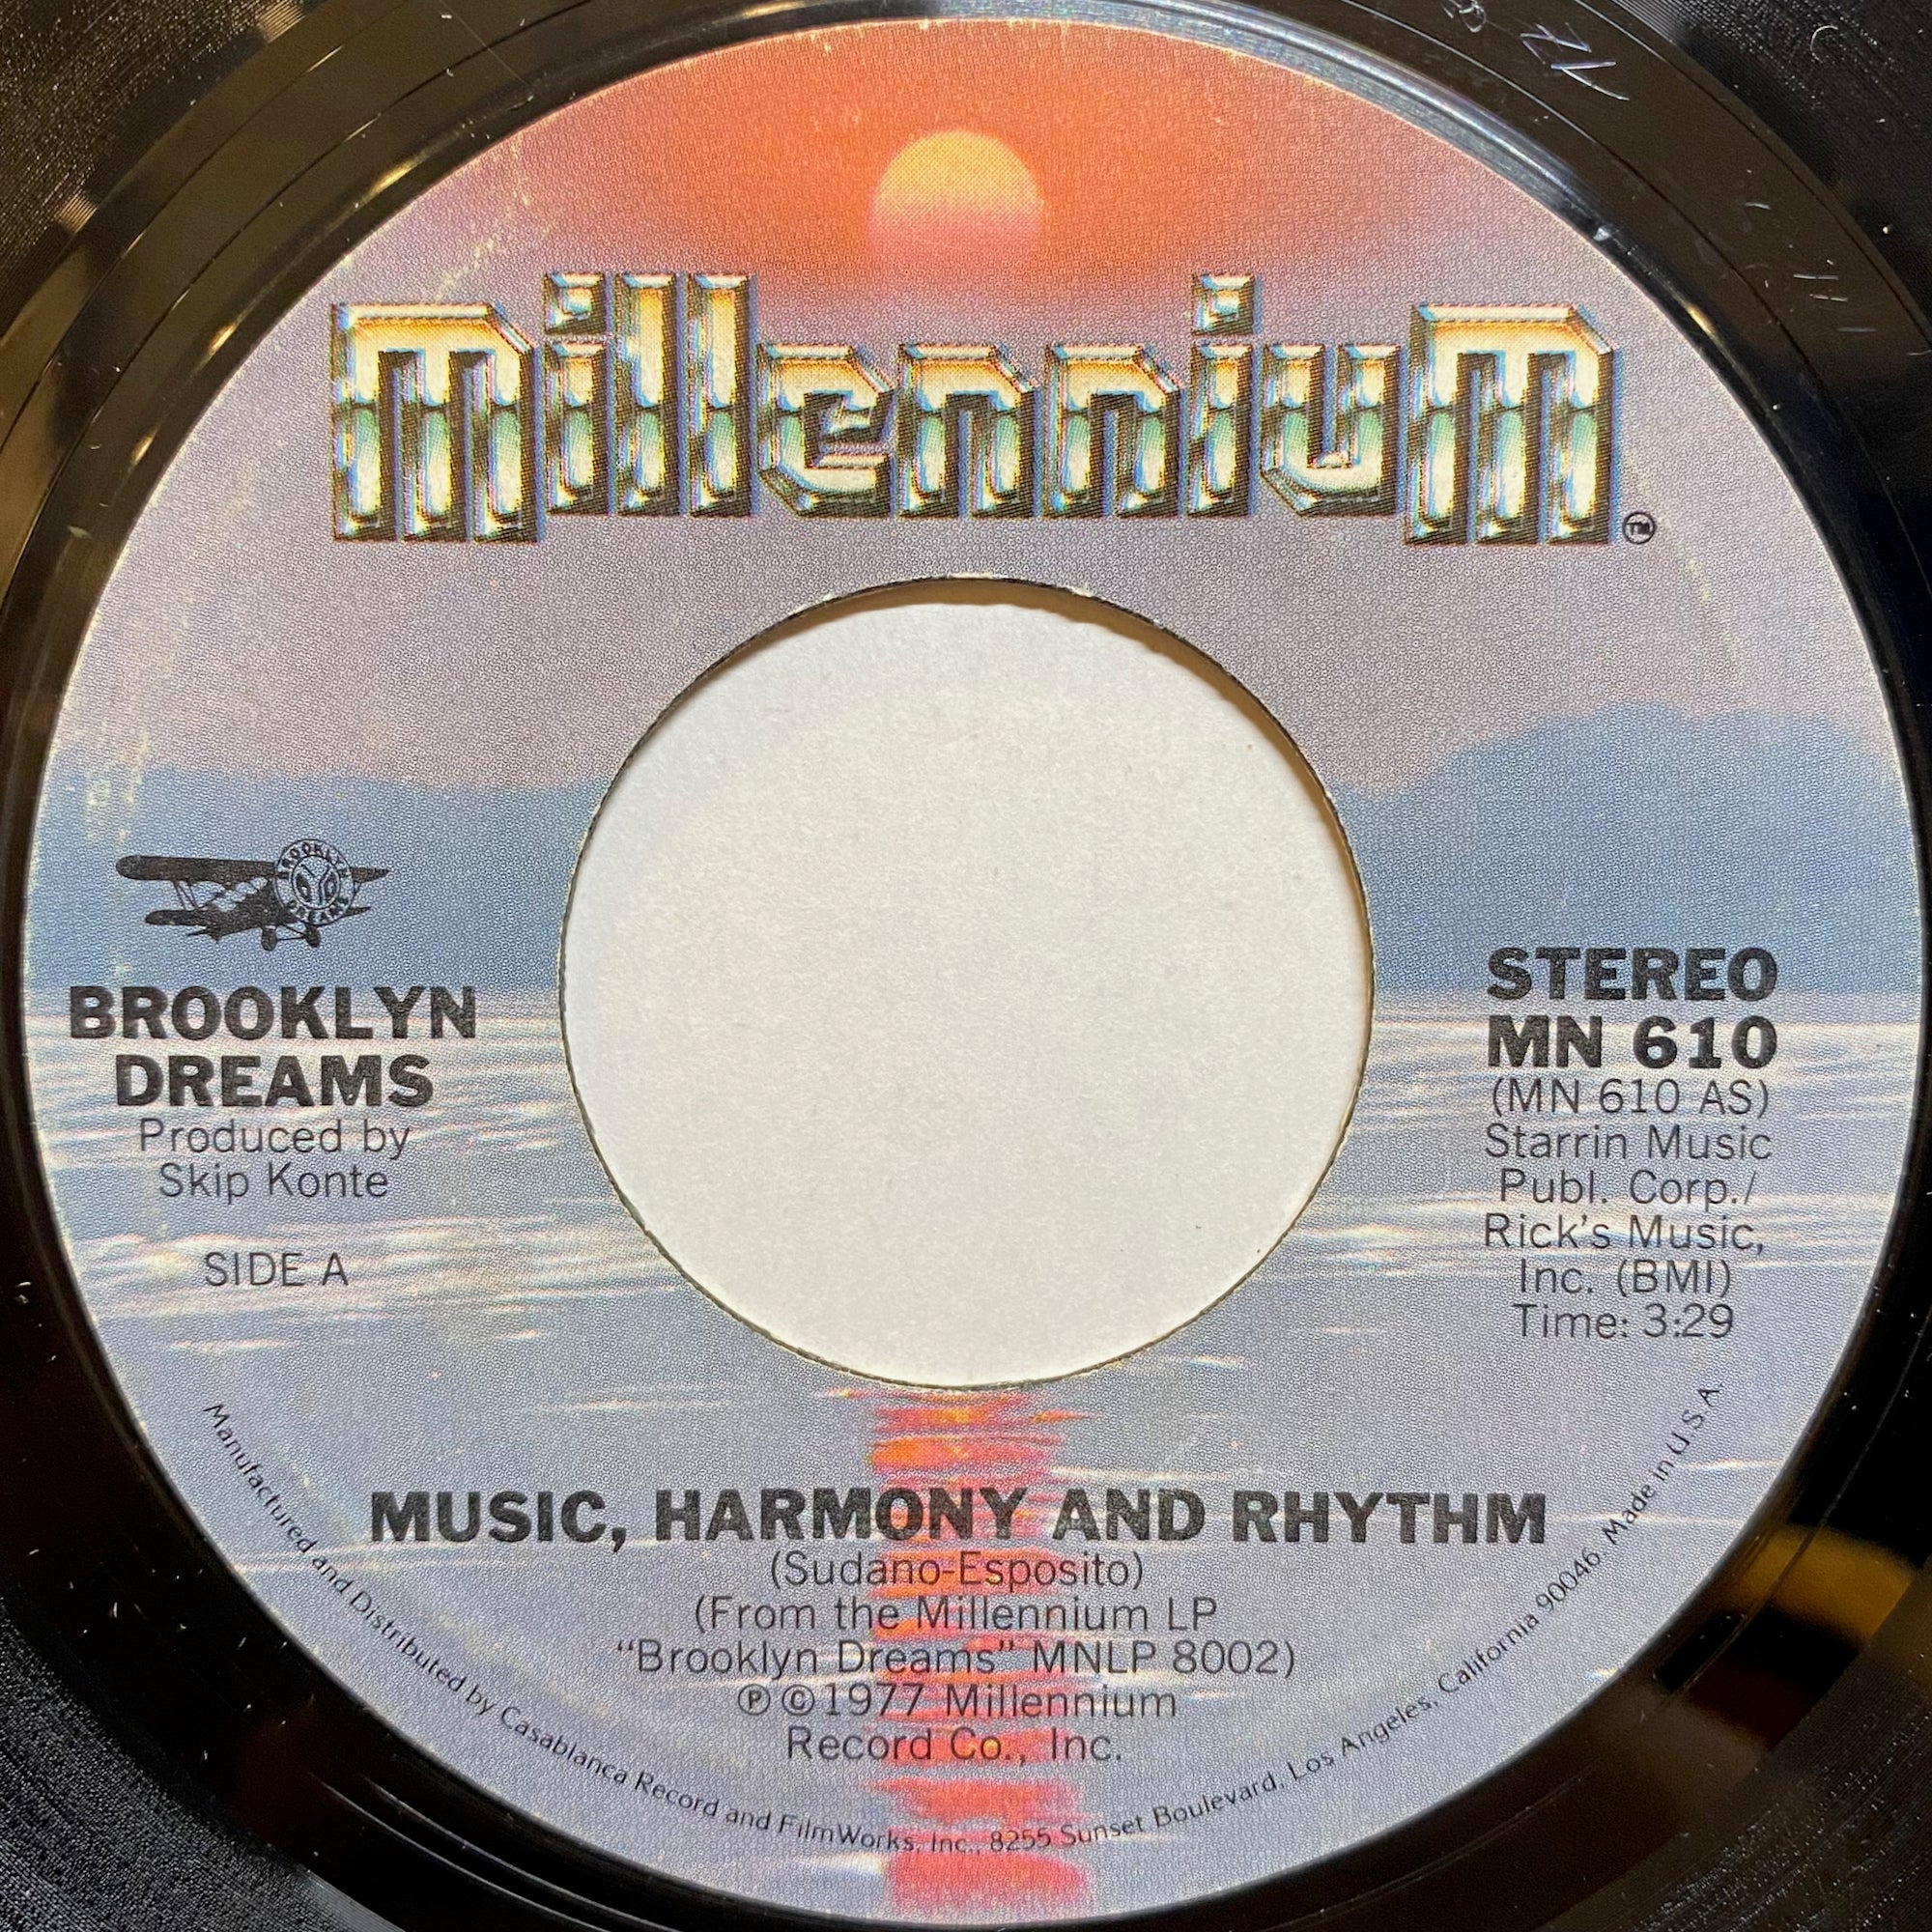 millennium
TM
BROOKLYN
DREAMS
BROOKLYN
DREAMS
Produced by
Skip Konte
SIDE A
STEREO
MN 610
(MN 610 AS)
Starrin Music
Publ. Corp./
Rick's Music,
Inc. (BMI)
Time: 3:29
MUSIC, HARMONY AND RHYTHM
(Sudano-Esposito)
(From the Millennium LP
"Brooklyn Dreams" MNLP 8002)
℗©1977 Millennium
Record Co., Inc.
Manufactured and Distributed by Casablanca Record and FilmWorks, Inc., 8255 Sunset Boulevard, Los Angeles, California 90046. Made in U.S.A.